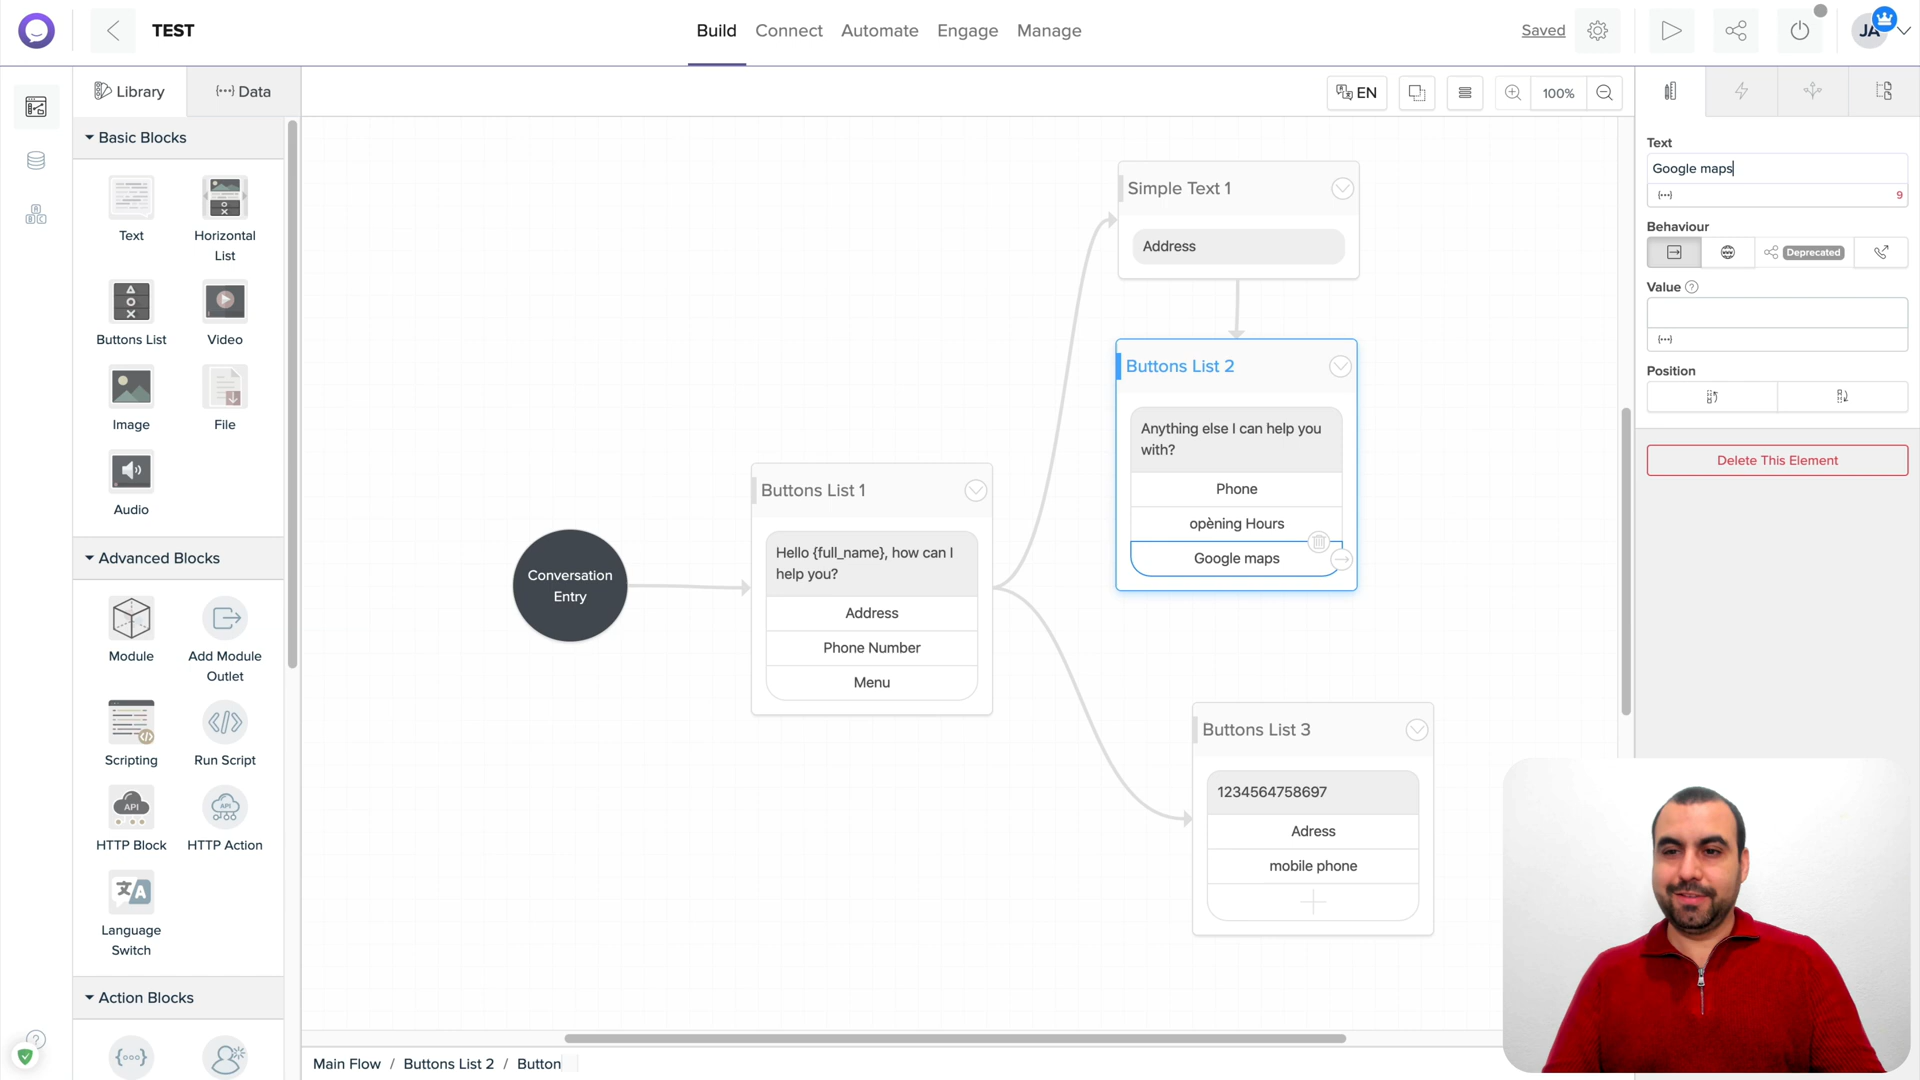 TEST
Build
Connect
Automate
Engage
Manage
Saved
JA
Library
Data
EN
100%
Basic Blocks
Text
Horizontal
List
Buttons List
Video
Image
File
Audio
Advanced Blocks
Module
Add Module
Outlet
Scripting
Run Script
API
HTTP Block
API
HTTP Action
Language
Switch
Action Blocks
Conversation
Entry
Buttons List 1
Hello {full_name}, how can I
help you?
Address
Phone Number
Menu
Simple Text 1
Address
Buttons List 2
Anything else I can help you
with?
Phone
opèning Hours
Google maps
Buttons List 3
1234564758697
Adress
mobile phone
Text
Google maps
9
Behaviour
Deprecated
Value
Position
Delete This Element
Main Flow / Buttons List 2 / Button